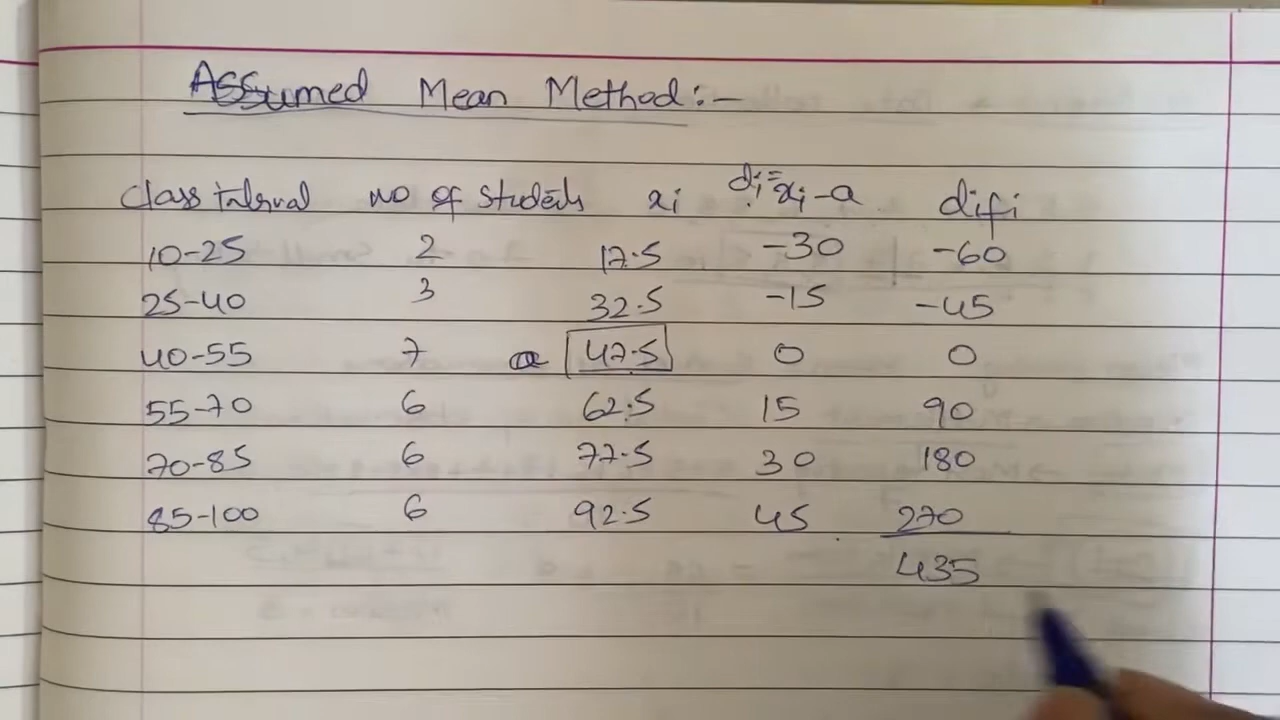 Assumed Mean Method:-
Class Interval no of Students xi di=xi-a difi
10-25 2 17.5 -30 -60
25-40 3 32.5 -15 -45
40-55 7 a 47.5 0 0
55-70 6 62.5 15 90
70-85 6 77.5 30 180
85-100 6 92.5 45 270
435